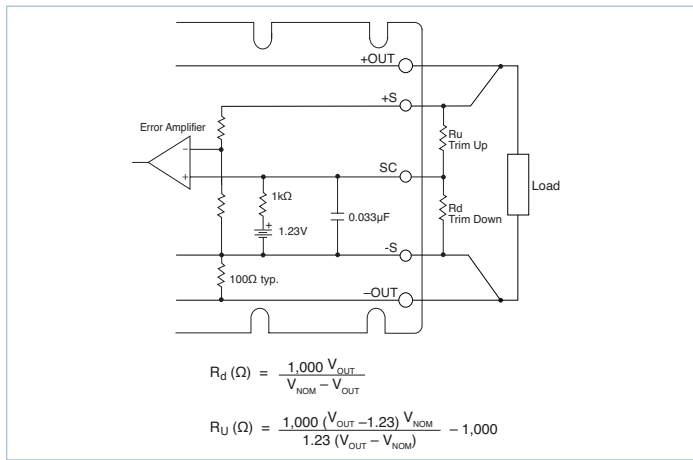 +OUT
+S
Error Amplifier
Ru
Trim Up
−
+
SC
1kΩ
Load
Rd
Trim Down
0.033µF
+
1.23V
-S
100Ω typ.
–OUT
Rd (Ω) = 1,000 VOUT / VNOM – VOUT
RU (Ω) = 1,000 (VOUT –1.23) VNOM / 1.23 (VOUT – VNOM) – 1,000